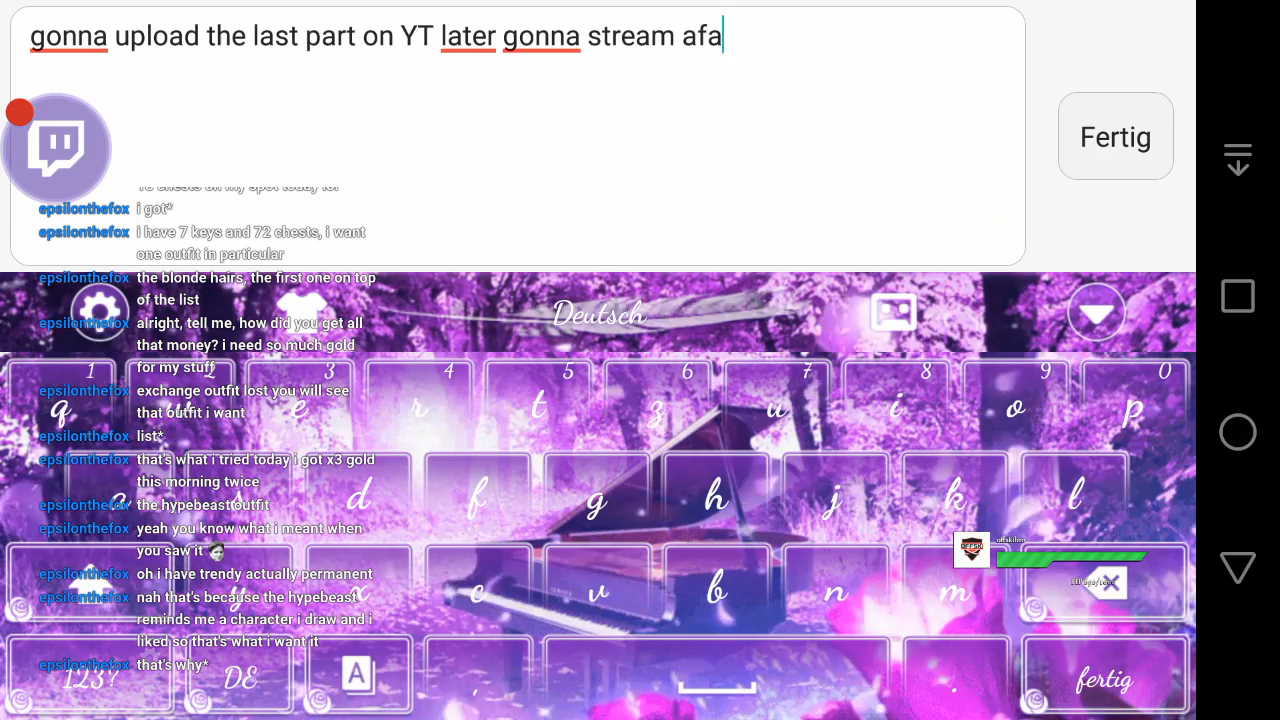 gonna upload the last part on YT later gonna stream afa
Fertig
epsilonthefox i got*
epsilonthefox i have 7 keys and 72 chests, i want
one outfit in particular
epsilonthefox the blonde hairs, the first one on top
of the list
epsilonthefox alright, tell me, how did you get all
that money? i need so much gold
for my stuff
epsilonthefox exchange outfit lost you will see
that outfit i want
epsilonthefox list*
epsilonthefox that's what i tried today i got x3 gold
this morning twice
epsilonthefox the hypebeast outfit
epsilonthefox yeah you know what i meant when
you saw it
epsilonthefox oh i have trendy actually permanent
epsilonthefox nah that's because the hypebeast
reminds me a character i draw and i
liked so that's what i want it
epsilonthefox that's why*
Deutsch
1 2 3 4 5 6 7 8 9 0
q w e r t z u i o p
a s d f g h j k l
y x c v b n m
OFFSKI
123? DE A , . fertig